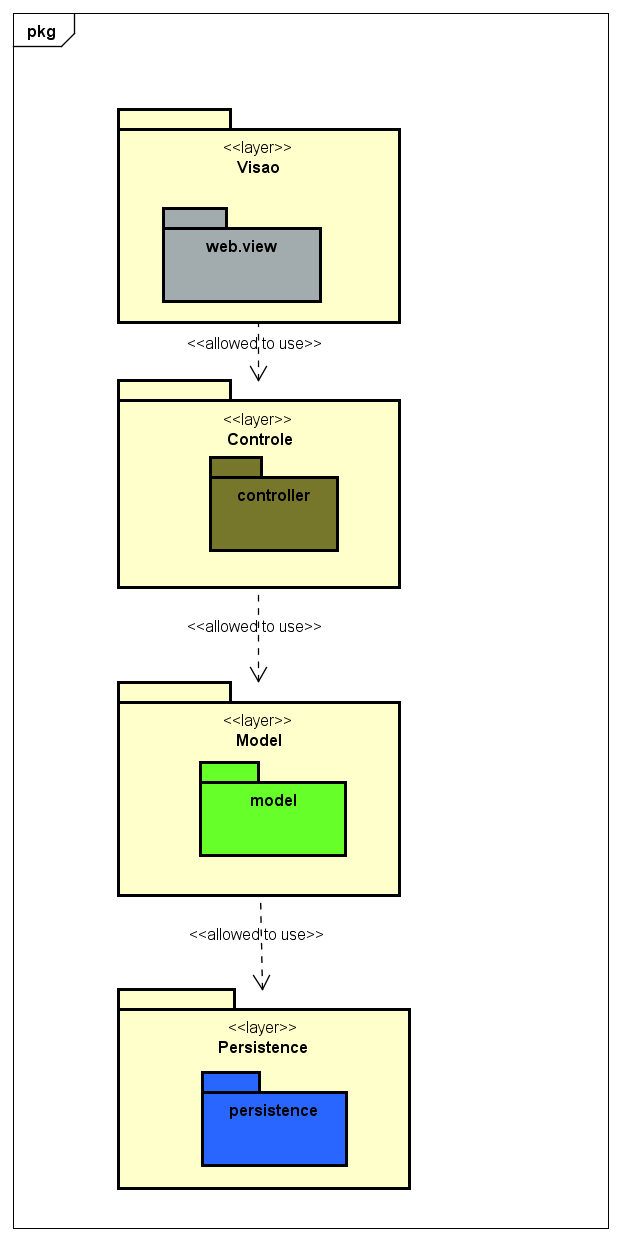 pkg
<<layer>>
Visao
web.view
<<allowed to use>>
<<layer>>
Controle
controller
<<allowed to use>>
<<layer>>
Model
model
<<allowed to use>>
<<layer>>
Persistence
persistence